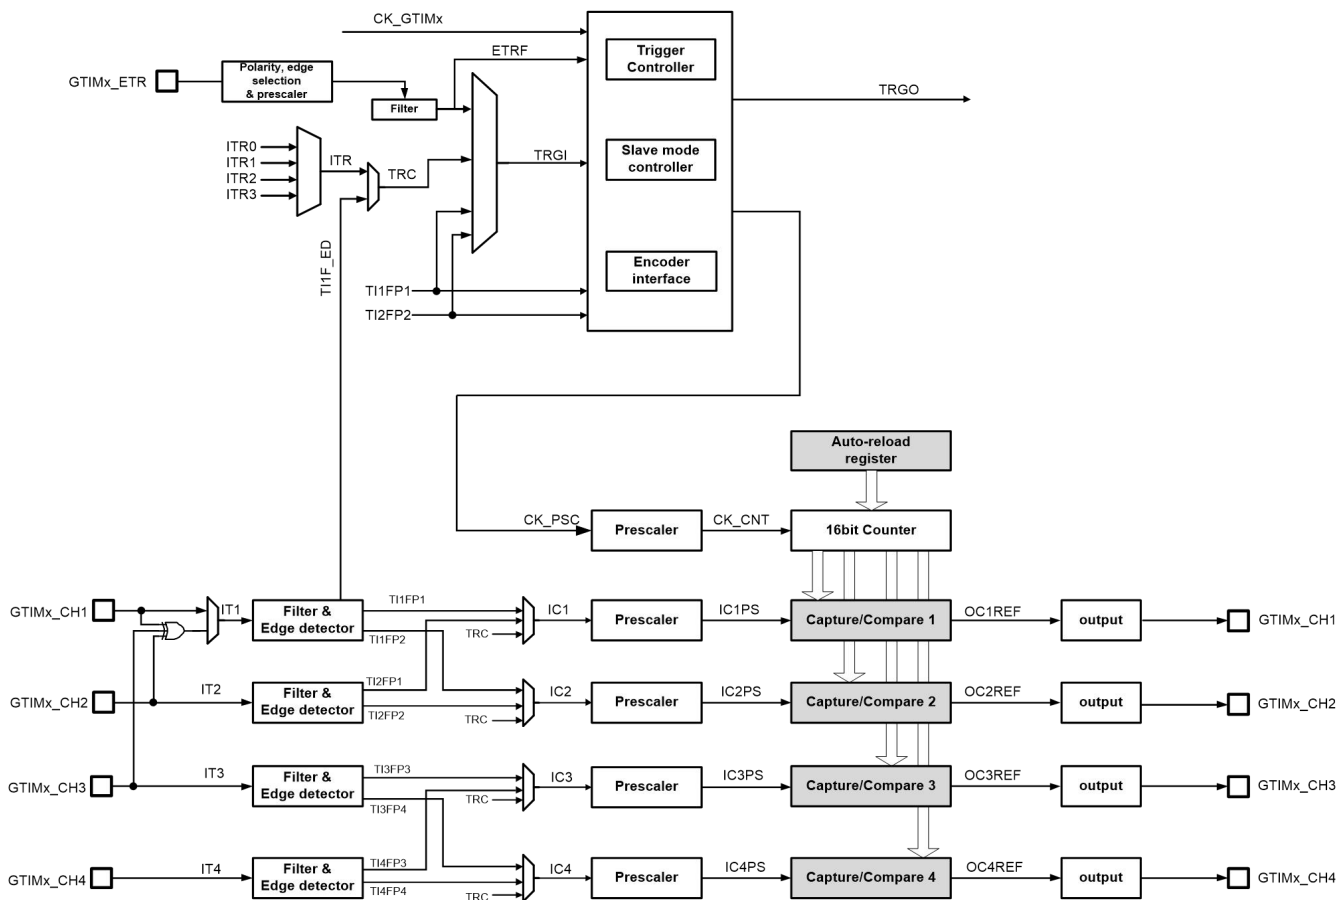 CK_GTIMx
ETRF
Trigger
Controller
GTIMx_ETR
Polarity, edge
selection
& prescaler
Filter
TRGO
ITR0
ITR1
ITR2
ITR3
ITR
TRC
TRGI
Slave mode
controller
TI1F_ED
Encoder
interface
TI1FP1
TI2FP2
Auto-reload
register
CK_PSC
Prescaler
CK_CNT
16bit Counter
GTIMx_CH1
IT1
Filter &
Edge detector
TI1FP1
TI1FP2
TRC
IC1
Prescaler
IC1PS
Capture/Compare 1
OC1REF
output
GTIMx_CH1
GTIMx_CH2
IT2
Filter &
Edge detector
TI2FP1
TI2FP2
TRC
IC2
Prescaler
IC2PS
Capture/Compare 2
OC2REF
output
GTIMx_CH2
GTIMx_CH3
IT3
Filter &
Edge detector
TI3FP3
TI3FP4
TRC
IC3
Prescaler
IC3PS
Capture/Compare 3
OC3REF
output
GTIMx_CH3
GTIMx_CH4
IT4
Filter &
Edge detector
TI4FP3
TI4FP4
TRC
IC4
Prescaler
IC4PS
Capture/Compare 4
OC4REF
output
GTIMx_CH4